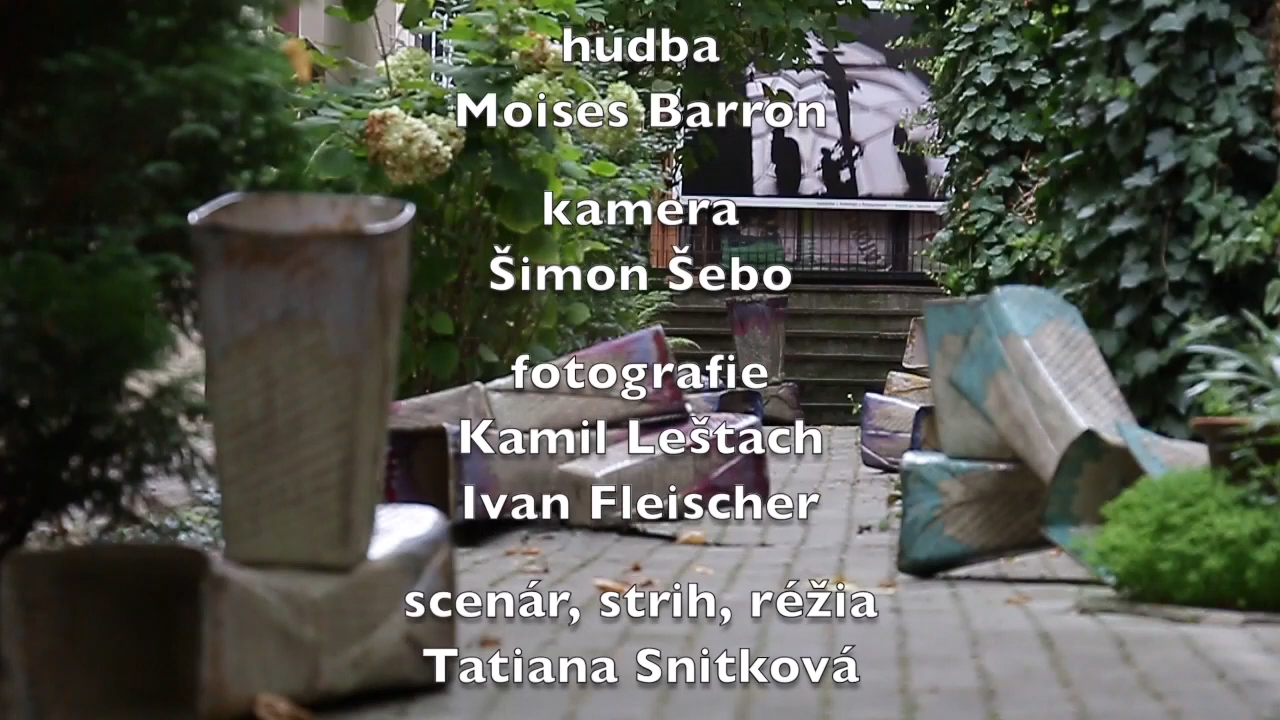 hudba
Moises Barron
kamera
Šimon Šebo
fotografie
Kamil Leštach
Ivan Fleischer
scenár, strih, réžia
Tatiana Snitková